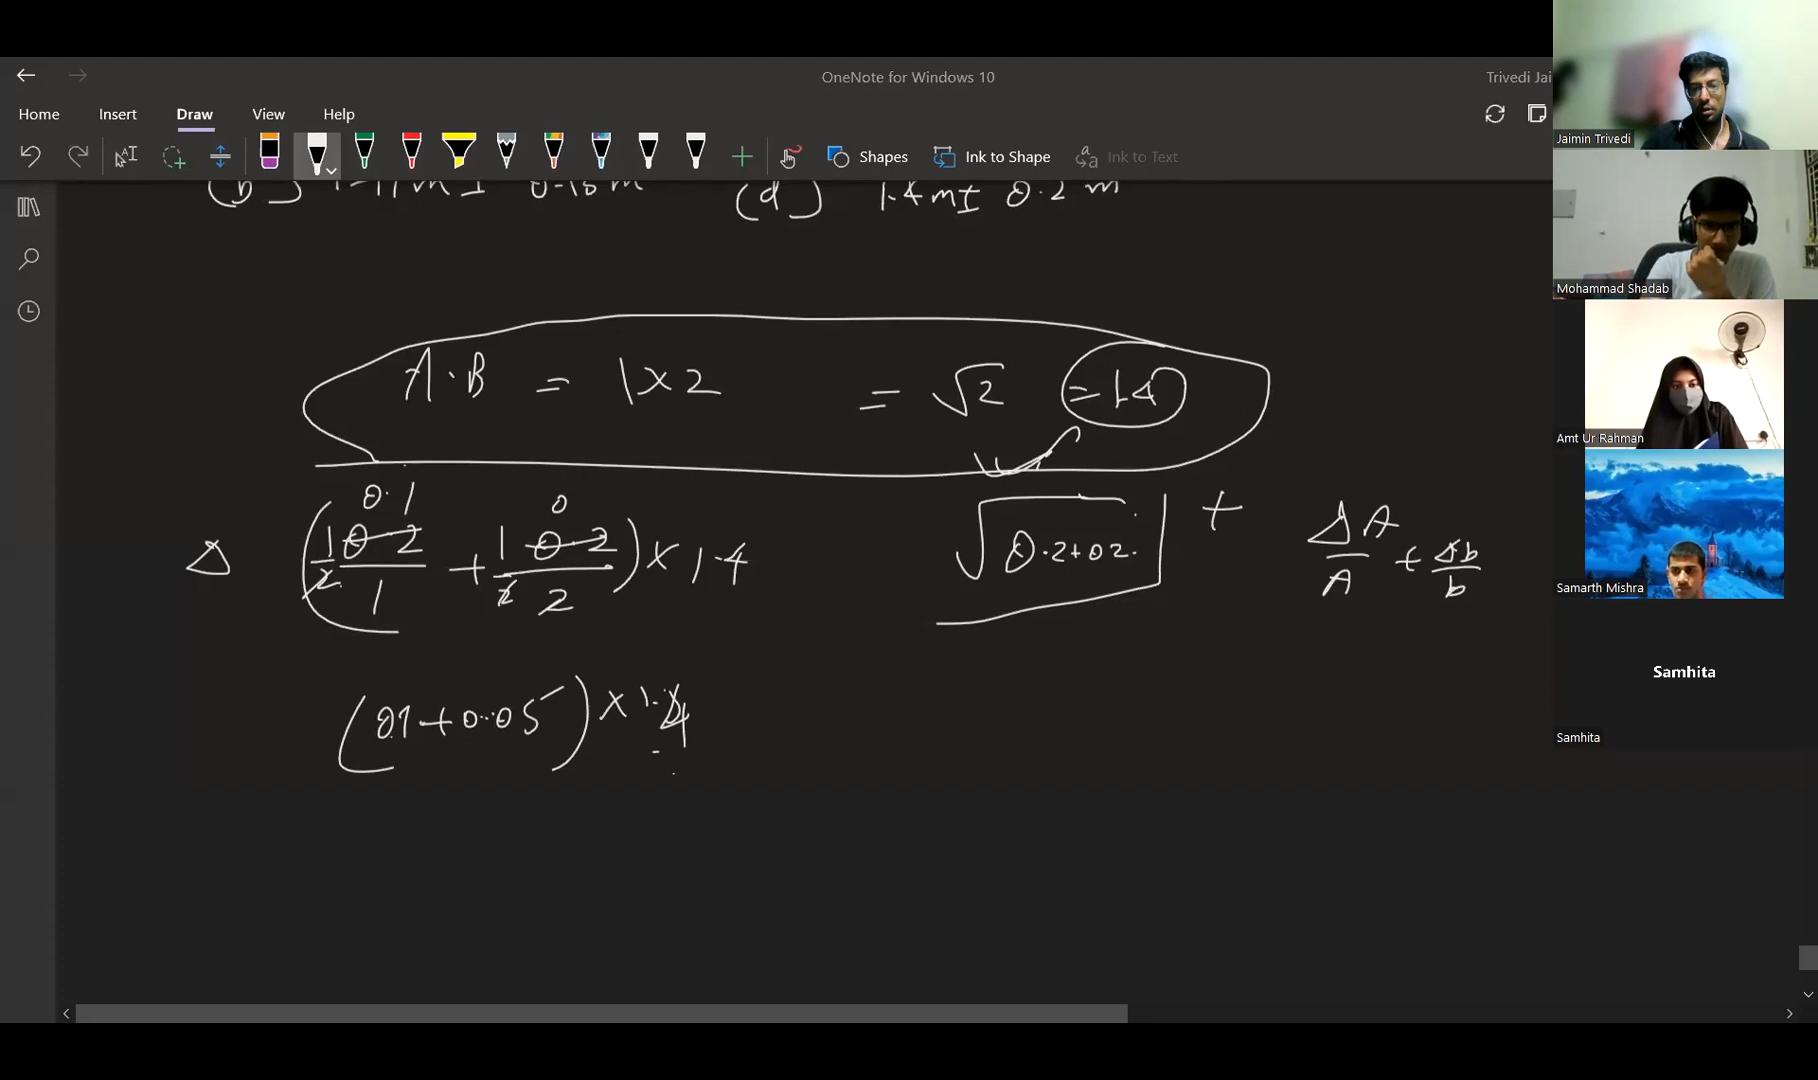 OneNote for Windows 10
Trivedi Jai
Home Insert Draw View Help
Shapes Ink to Shape Ink to Text
(d) 1.4 m ± 0.2 m
A·B = 1×2 = √2 =1.4
0.1 0
Δ (1/2 0.2/1 + 1/2 0.2/2) × 1.4 √0.2+0.2 + ΔA/A + Δb/b
(0.1+0.05) × 1.4
Jaimin Trivedi
Mohammad Shadab
Amt Ur Rahman
Samarth Mishra
Samhita
Samhita